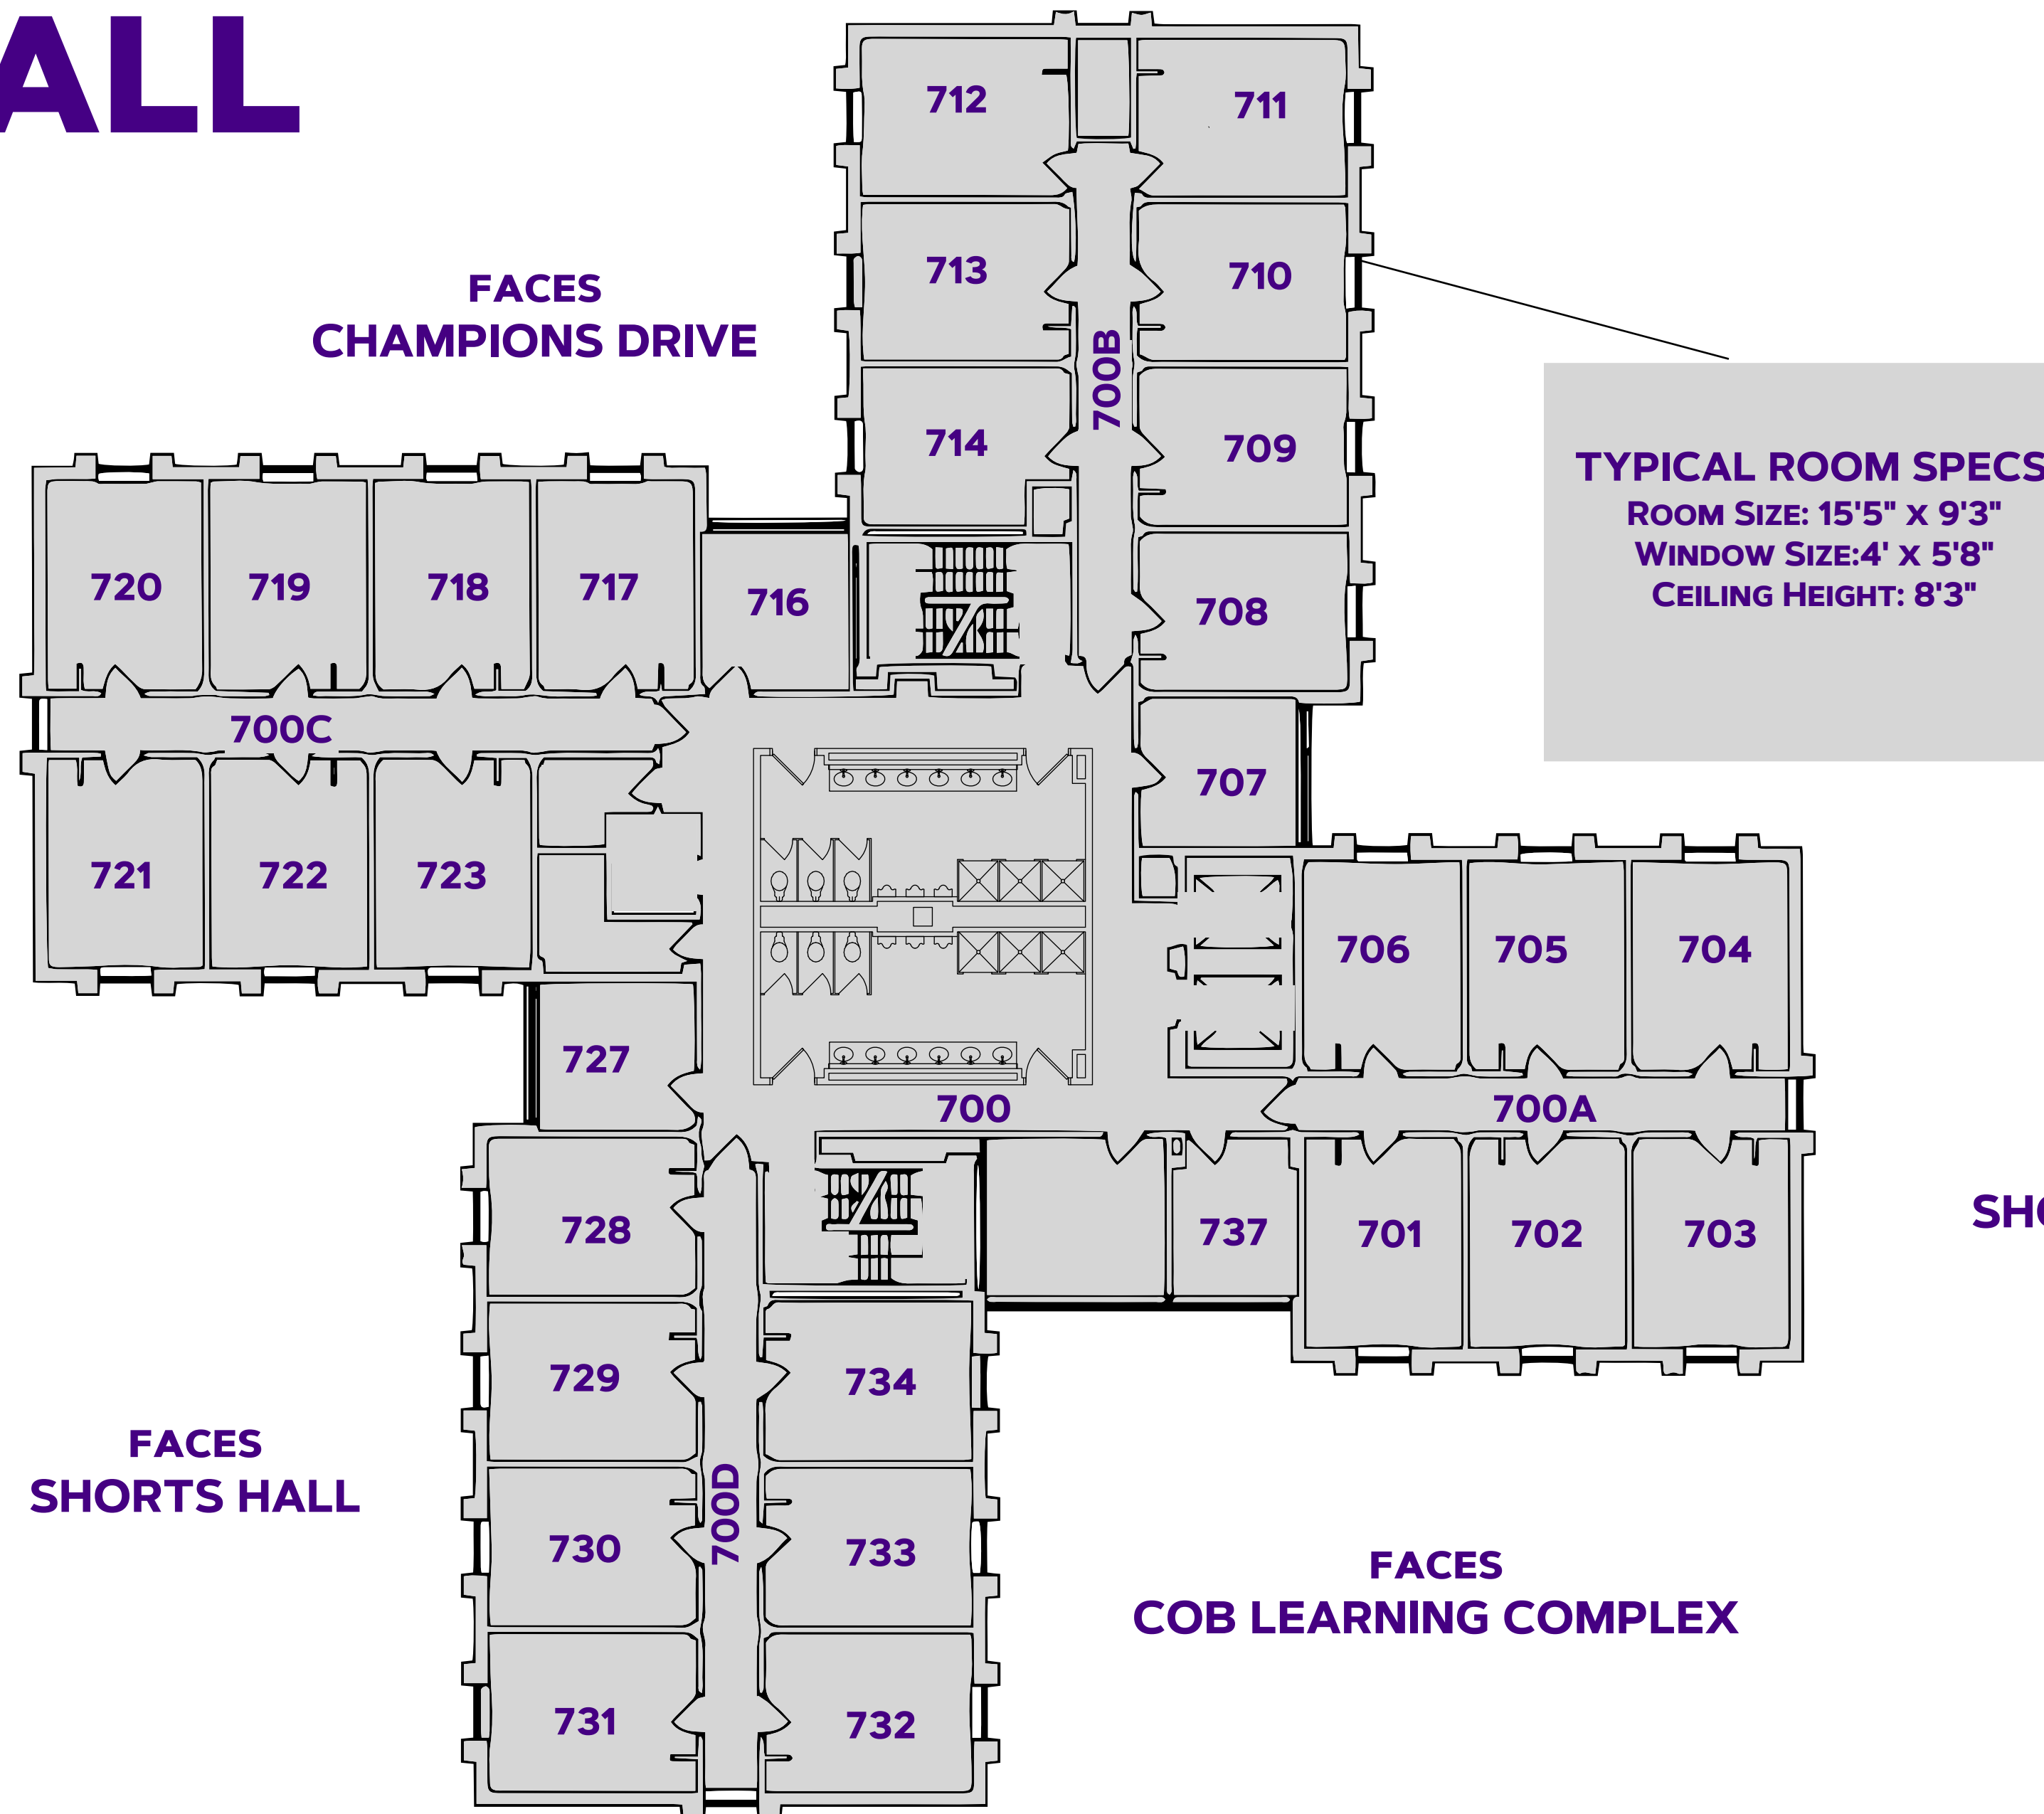 ALL
712
711
713
710
FACES
CHAMPIONS DRIVE
700B
714
709
TYPICAL ROOM SPECS
ROOM SIZE: 15'5" X 9'3"
WINDOW SIZE:4' X 5'8"
CEILING HEIGHT: 8'3"
720
719
718
717
716
708
700C
707
721
722
723
706
705
704
727
700
700A
728
737
701
702
703
SHO
729
734
FACES
SHORTS HALL
700D
730
733
FACES
COB LEARNING COMPLEX
731
732